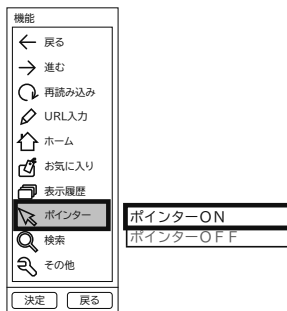 機能
戻る
進む
再読み込み
URL入力
ホーム
お気に入り
表示履歴
ポインター
ポインターON
ポインターOFF
検索
その他
決定 戻る